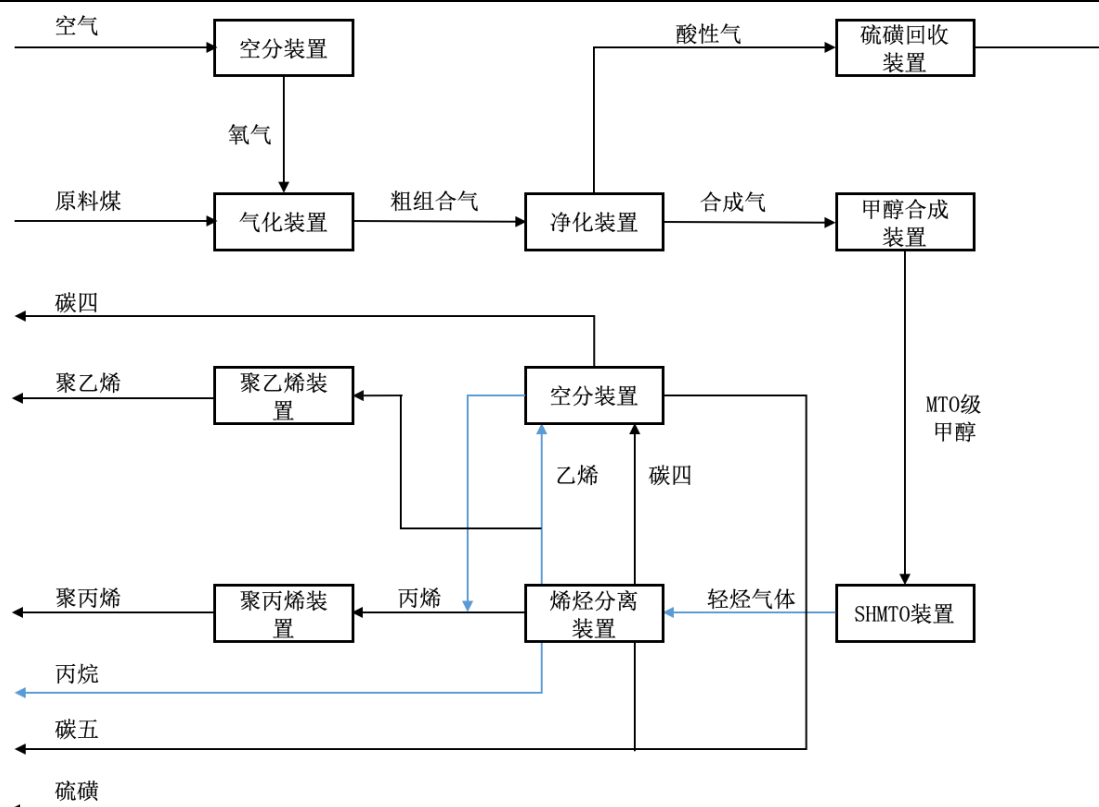 空气
空分装置
酸性气
硫磺回收
装置
氧气
原料煤
气化装置
粗组合气
净化装置
合成气
甲醇合成
装置
碳四
聚乙烯
聚乙烯装
置
空分装置
MTO级
甲醇
乙烯
碳四
聚丙烯
聚丙烯装
置
丙烯
烯烃分离
装置
轻烃气体
SHMTO装置
丙烷
碳五
硫磺